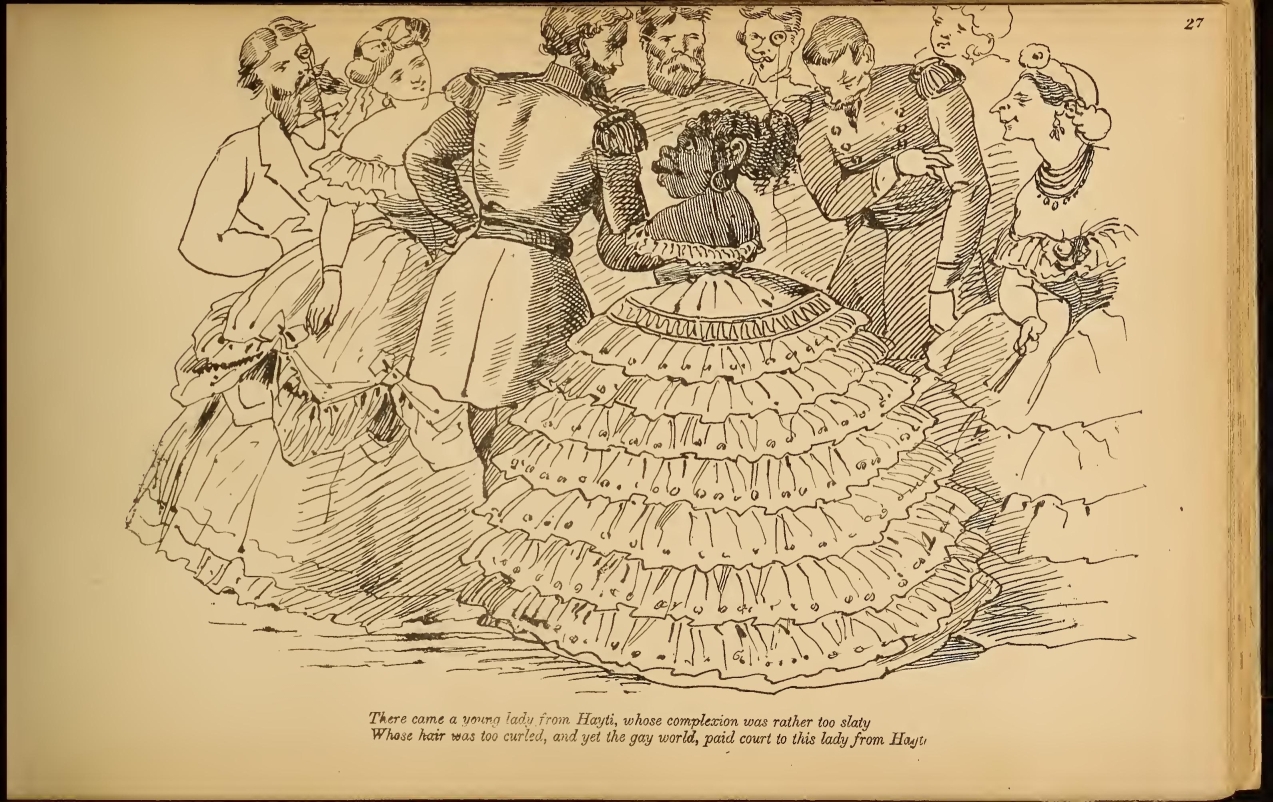 27
There came a young lady from Hayti, whose complexion was rather too slaty
Whose hair was too curled, and yet the gay world, paid court to this lady from Hayti